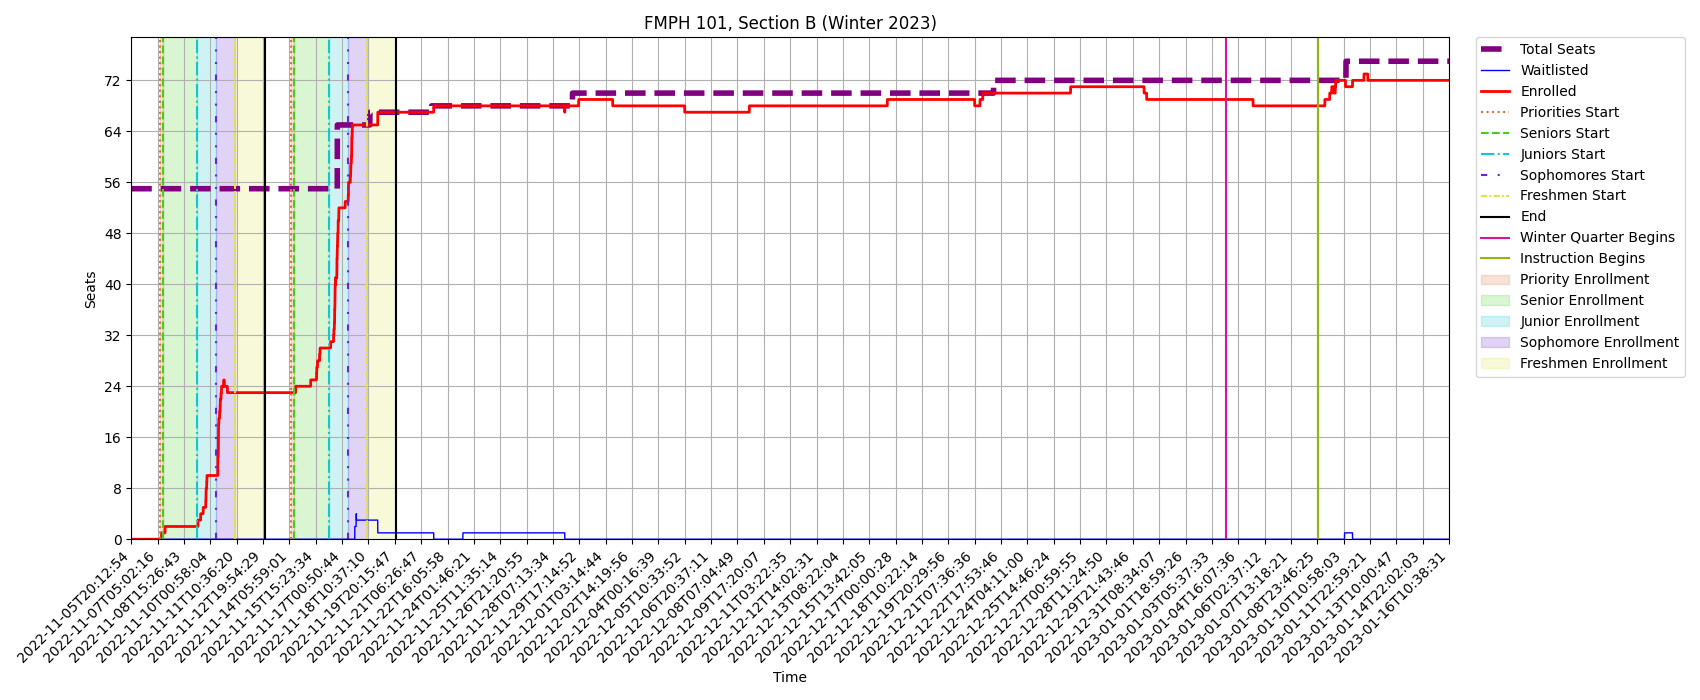 FMPH 101, Section B (Winter 2023)
Seats
72
64
56
48
40
32
24
16
8
0
2022-11-05T20:12:54
2022-11-07T05:02:16
2022-11-08T15:26:43
2022-11-10T00:58:04
2022-11-11T10:36:20
2022-11-12T19:54:29
2022-11-14T05:59:01
2022-11-15T15:23:34
2022-11-17T00:50:44
2022-11-18T10:37:10
2022-11-19T20:15:47
2022-11-21T06:26:47
2022-11-22T16:05:58
2022-11-24T01:46:21
2022-11-25T11:35:14
2022-11-26T21:20:55
2022-11-28T07:13:34
2022-11-29T17:14:52
2022-12-01T03:14:44
2022-12-02T14:19:56
2022-12-04T00:16:39
2022-12-05T10:33:52
2022-12-06T20:37:11
2022-12-08T07:04:49
2022-12-09T17:20:07
2022-12-11T03:22:35
2022-12-12T14:02:31
2022-12-13T08:22:04
2022-12-15T13:42:05
2022-12-17T00:00:28
2022-12-18T10:22:14
2022-12-19T20:29:56
2022-12-21T07:36:36
2022-12-22T17:53:46
2022-12-24T04:11:00
2022-12-25T14:46:24
2022-12-27T00:59:55
2022-12-28T11:24:50
2022-12-29T21:43:46
2022-12-31T08:34:07
2023-01-01T18:59:26
2023-01-03T05:37:33
2023-01-04T16:07:36
2023-01-06T02:37:12
2023-01-07T13:18:21
2023-01-08T23:46:25
2023-01-10T10:58:03
2023-01-11T22:59:21
2023-01-13T10:00:47
2023-01-14T22:02:03
2023-01-16T10:38:31
Time
Total Seats
Waitlisted
Enrolled
Priorities Start
Seniors Start
Juniors Start
Sophomores Start
Freshmen Start
End
Winter Quarter Begins
Instruction Begins
Priority Enrollment
Senior Enrollment
Junior Enrollment
Sophomore Enrollment
Freshmen Enrollment